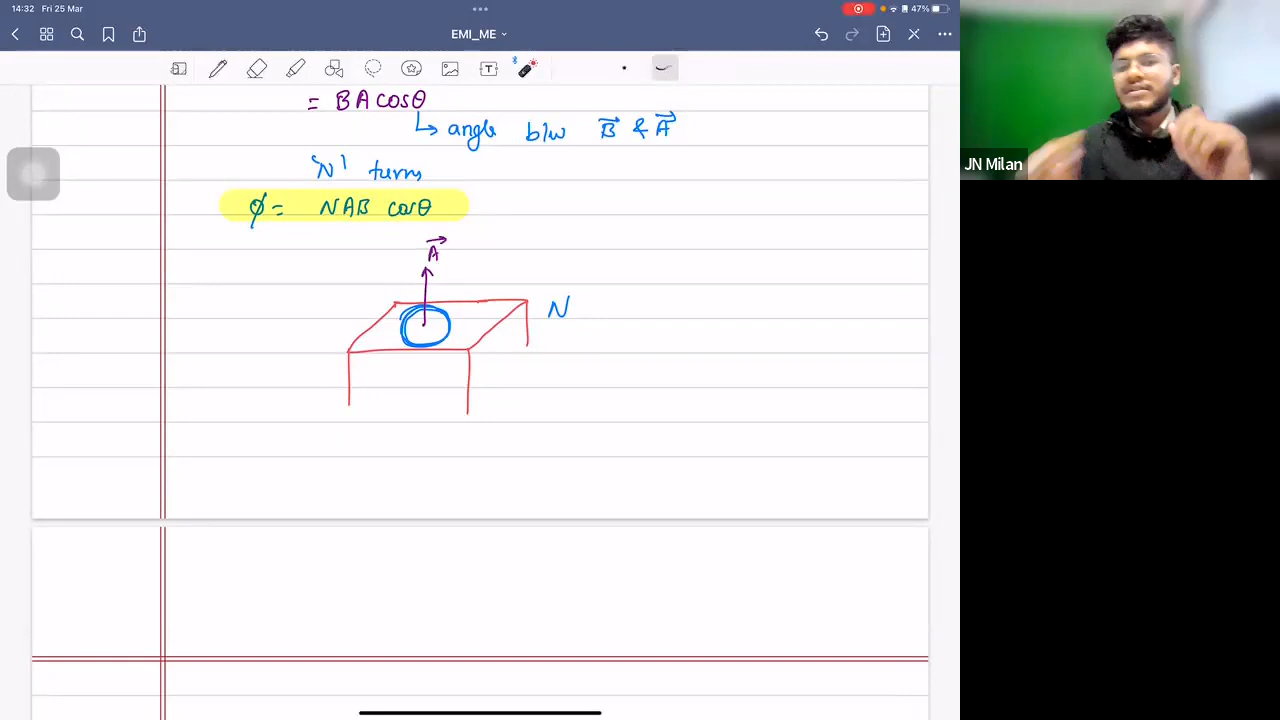 14:32 Fri 25 Mar
47%
EMI_ME
= BA cosθ
↳ angle b/w B⃗ & A⃗
'N' turns
ϕ = NAB cosθ
A⃗
N
JN Milan